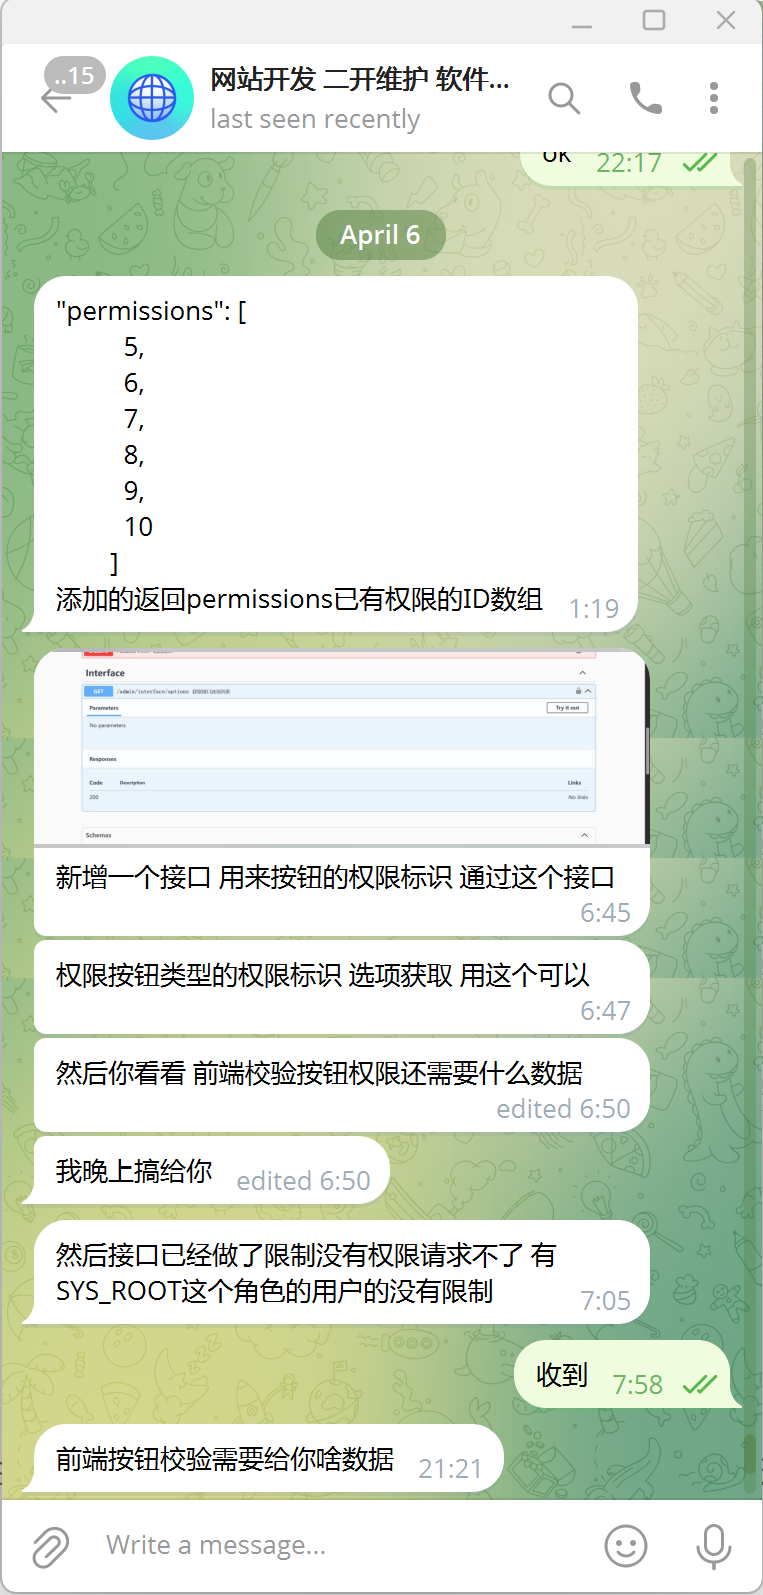 ..15
网站开发 二开维护 软件...
last seen recently
ok 22:17
April 6
"permissions": [
5,
6,
7,
8,
9,
10
]
添加的返回permissions已有权限的ID数组 1:19
Interface
GET /admin/interface/options
Parameters
Try it out
No parameters
Responses
Code Description Links
200 No links
Schemas
新增一个接口 用来按钮的权限标识 通过这个接口
6:45
权限按钮类型的权限标识 选项获取 用这个可以
6:47
然后你看看 前端校验按钮权限还需要什么数据
edited 6:50
我晚上搞给你 edited 6:50
然后接口已经做了限制没有权限请求不了 有
SYS_ROOT这个角色的用户的没有限制 7:05
收到 7:58
前端按钮校验需要给你啥数据 21:21
Write a message...